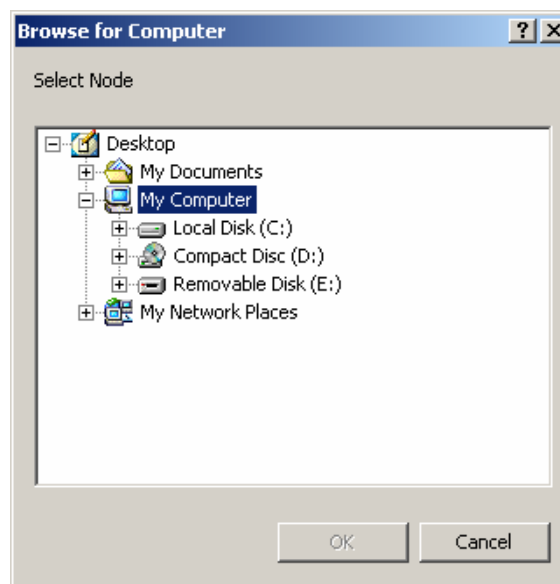 Browse for Computer
Select Node
Desktop
My Documents
My Computer
Local Disk (C:)
Compact Disc (D:)
Removable Disk (E:)
My Network Places
OK
Cancel